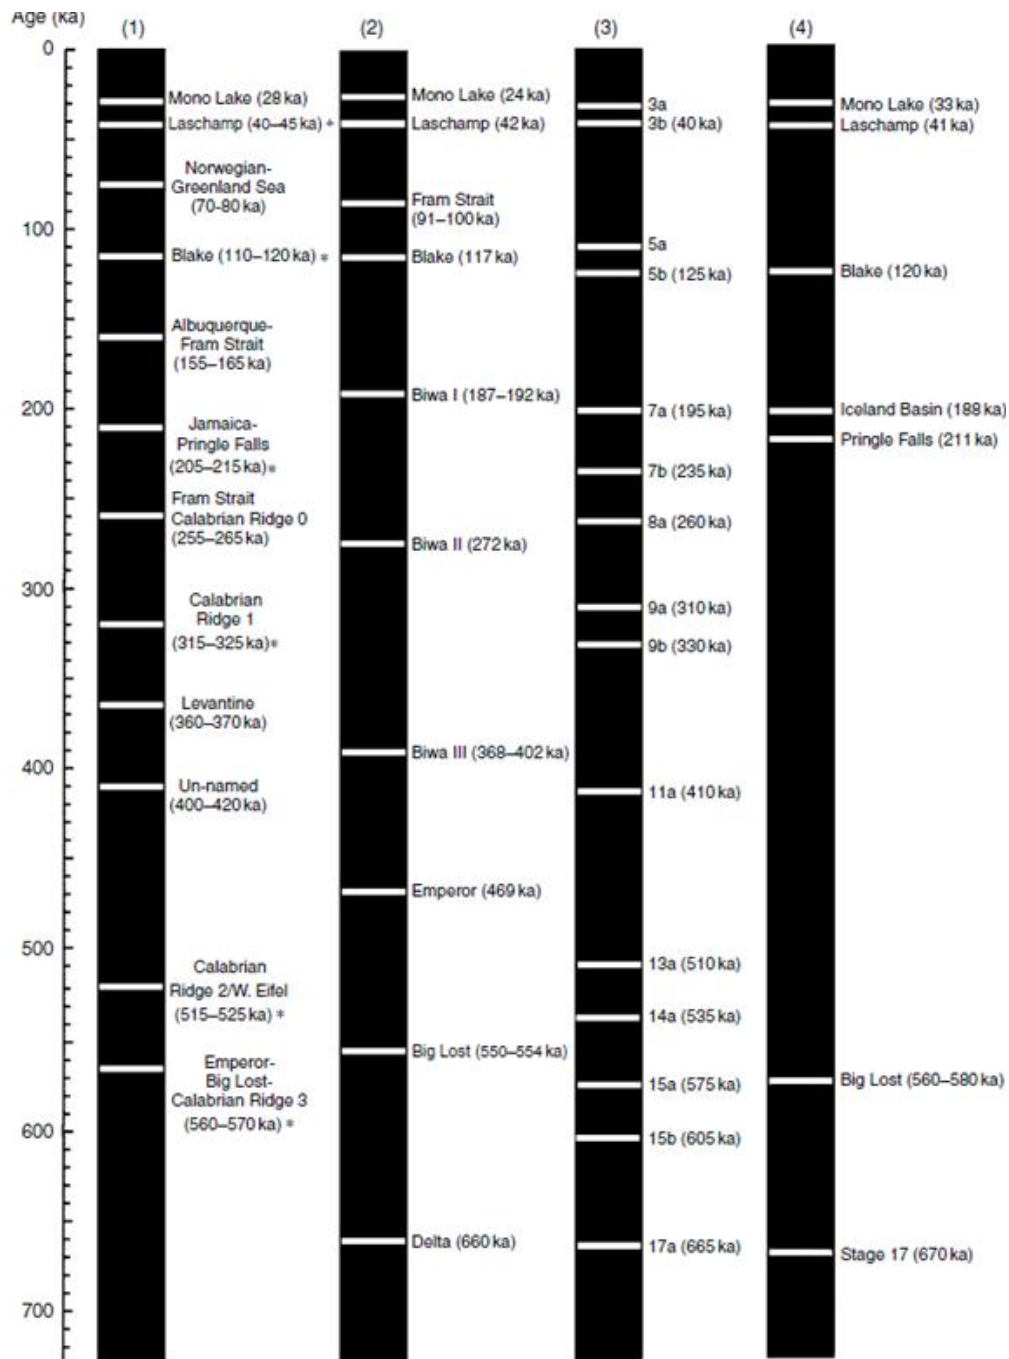 Age (ka)
(1)
(2)
(3)
(4)
0
100
200
300
400
500
600
700
Mono Lake (28 ka)
Laschamp (40–45 ka) *
Norwegian-
Greenland Sea
(70-80 ka)
Blake (110–120 ka) *
Albuquerque-
Fram Strait
(155–165 ka)
Jamaica-
Pringle Falls
(205–215 ka) *
Fram Strait
Calabrian Ridge 0
(255–265 ka)
Calabrian
Ridge 1
(315–325 ka) *
Levantine
(360–370 ka)
Un-named
(400–420 ka)
Calabrian
Ridge 2/W. Eifel
(515–525 ka) *
Emperor-
Big Lost-
Calabrian Ridge 3
(560–570 ka) *
Mono Lake (24 ka)
Laschamp (42 ka)
Fram Strait
(91–100 ka)
Blake (117 ka)
Biwa I (187–192 ka)
Biwa II (272 ka)
Biwa III (368–402 ka)
Emperor (469 ka)
Big Lost (550–554 ka)
Delta (660 ka)
3a
3b (40 ka)
5a
5b (125 ka)
7a (195 ka)
7b (235 ka)
8a (260 ka)
9a (310 ka)
9b (330 ka)
11a (410 ka)
13a (510 ka)
14a (535 ka)
15a (575 ka)
15b (605 ka)
17a (665 ka)
Mono Lake (33 ka)
Laschamp (41 ka)
Blake (120 ka)
Iceland Basin (188 ka)
Pringle Falls (211 ka)
Big Lost (560–580 ka)
Stage 17 (670 ka)